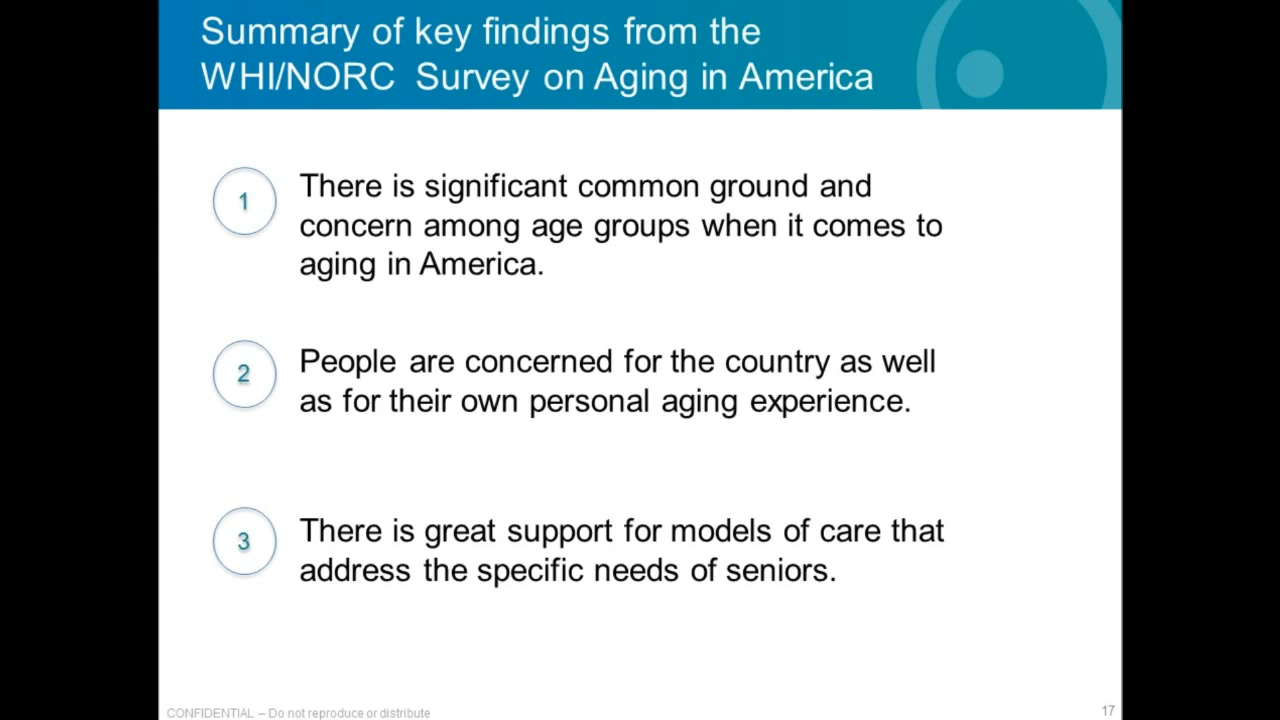 Summary of key findings from the
WHI/NORC Survey on Aging in America
1
There is significant common ground and
concern among age groups when it comes to
aging in America.
2
People are concerned for the country as well
as for their own personal aging experience.
3
There is great support for models of care that
address the specific needs of seniors.
CONFIDENTIAL – Do not reproduce or distribute
17